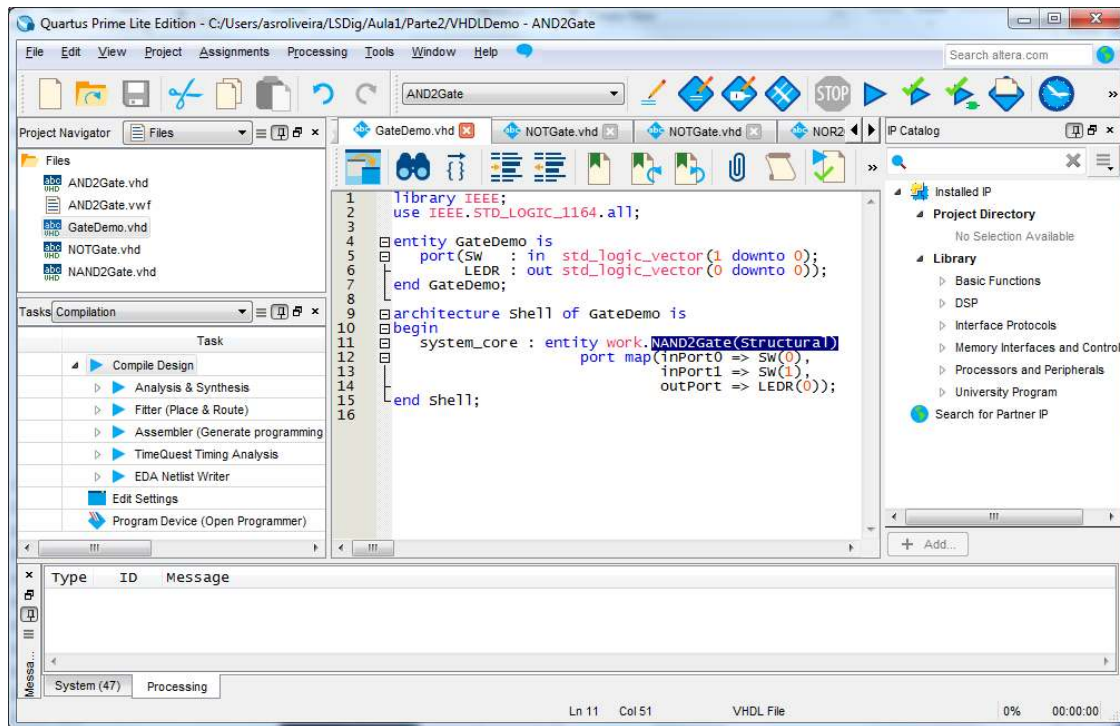 Quartus Prime Lite Edition - C:/Users/asroliveira/LSDig/Aula1/Parte2/VHDLDemo - AND2Gate
File Edit View Project Assignments Processing Tools Window Help
Search altera.com
AND2Gate
STOP
»
Project Navigator Files
Files
AND2Gate.vhd
AND2Gate.vwf
GateDemo.vhd
NOTGate.vhd
NAND2Gate.vhd
Tasks Compilation
Task
Compile Design
Analysis & Synthesis
Fitter (Place & Route)
Assembler (Generate programming
TimeQuest Timing Analysis
EDA Netlist Writer
Edit Settings
Program Device (Open Programmer)
GateDemo.vhd NOTGate.vhd NOTGate.vhd NOR2
»
1 library IEEE;
2 use IEEE.STD_LOGIC_1164.all;
3
4 entity GateDemo is
5 port(SW : in std_logic_vector(1 downto 0);
6 LEDR : out std_logic_vector(0 downto 0));
7 end GateDemo;
8
9 architecture Shell of GateDemo is
10 begin
11 system_core : entity work.NAND2Gate(Structural)
12 port map(inPort0 => SW(0),
13 inPort1 => SW(1),
14 outPort => LEDR(0));
15 end Shell;
16
IP Catalog
Installed IP
Project Directory
No Selection Available
Library
Basic Functions
DSP
Interface Protocols
Memory Interfaces and Control
Processors and Peripherals
University Program
Search for Partner IP
+ Add...
Type ID Message
Messa...
System (47) Processing
Ln 11 Col 51 VHDL File 0% 00:00:00